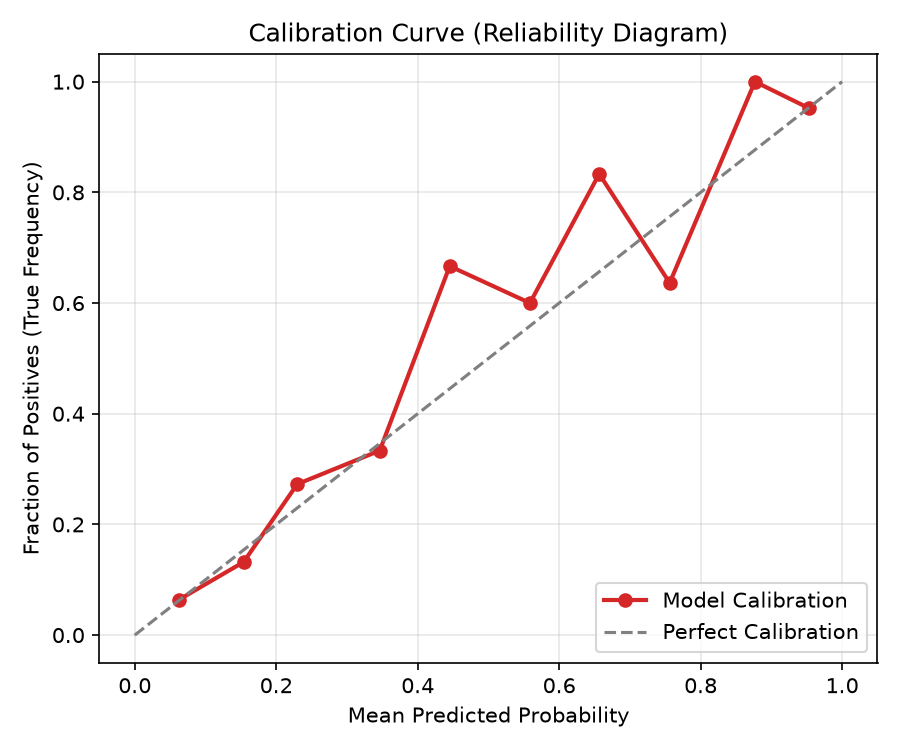 Calibration Curve (Reliability Diagram)
Fraction of Positives (True Frequency)
1.0
0.8
0.6
0.4
0.2
0.0
0.0 0.2 0.4 0.6 0.8 1.0
Mean Predicted Probability
Model Calibration
Perfect Calibration